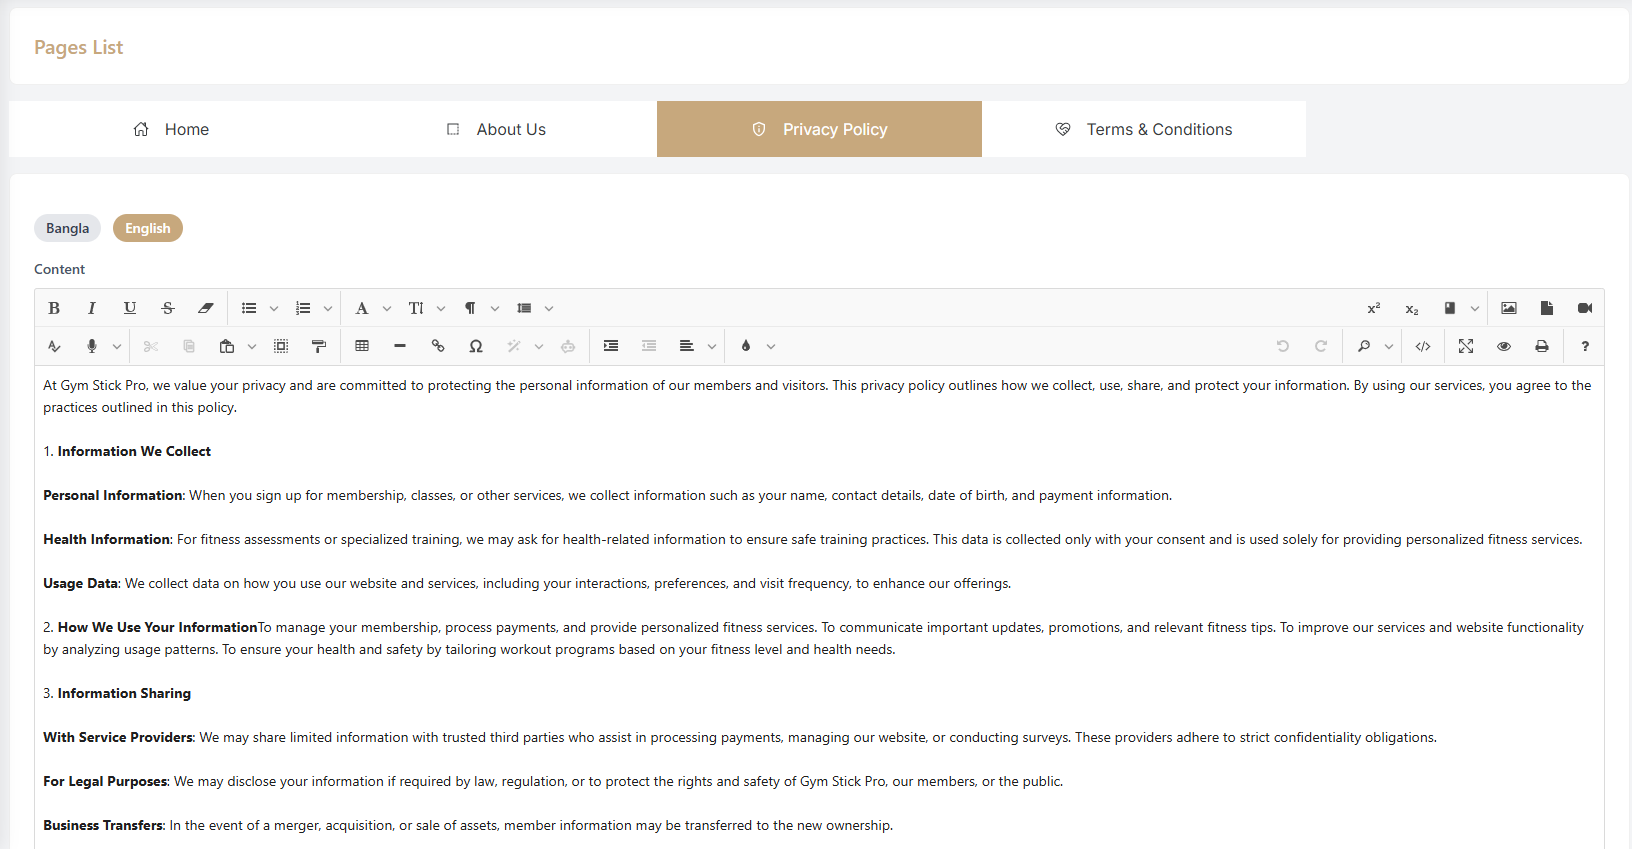 Pages List
Home
About Us
Privacy Policy
Terms & Conditions
Bangla
English
Content
At Gym Stick Pro, we value your privacy and are committed to protecting the personal information of our members and visitors. This privacy policy outlines how we collect, use, share, and protect your information. By using our services, you agree to the
practices outlined in this policy.
1. Information We Collect
Personal Information: When you sign up for membership, classes, or other services, we collect information such as your name, contact details, date of birth, and payment information.
Health Information: For fitness assessments or specialized training, we may ask for health-related information to ensure safe training practices. This data is collected only with your consent and is used solely for providing personalized fitness services.
Usage Data: We collect data on how you use our website and services, including your interactions, preferences, and visit frequency, to enhance our offerings.
2. How We Use Your InformationTo manage your membership, process payments, and provide personalized fitness services. To communicate important updates, promotions, and relevant fitness tips. To improve our services and website functionality
by analyzing usage patterns. To ensure your health and safety by tailoring workout programs based on your fitness level and health needs.
3. Information Sharing
With Service Providers: We may share limited information with trusted third parties who assist in processing payments, managing our website, or conducting surveys. These providers adhere to strict confidentiality obligations.
For Legal Purposes: We may disclose your information if required by law, regulation, or to protect the rights and safety of Gym Stick Pro, our members, or the public.
Business Transfers: In the event of a merger, acquisition, or sale of assets, member information may be transferred to the new ownership.